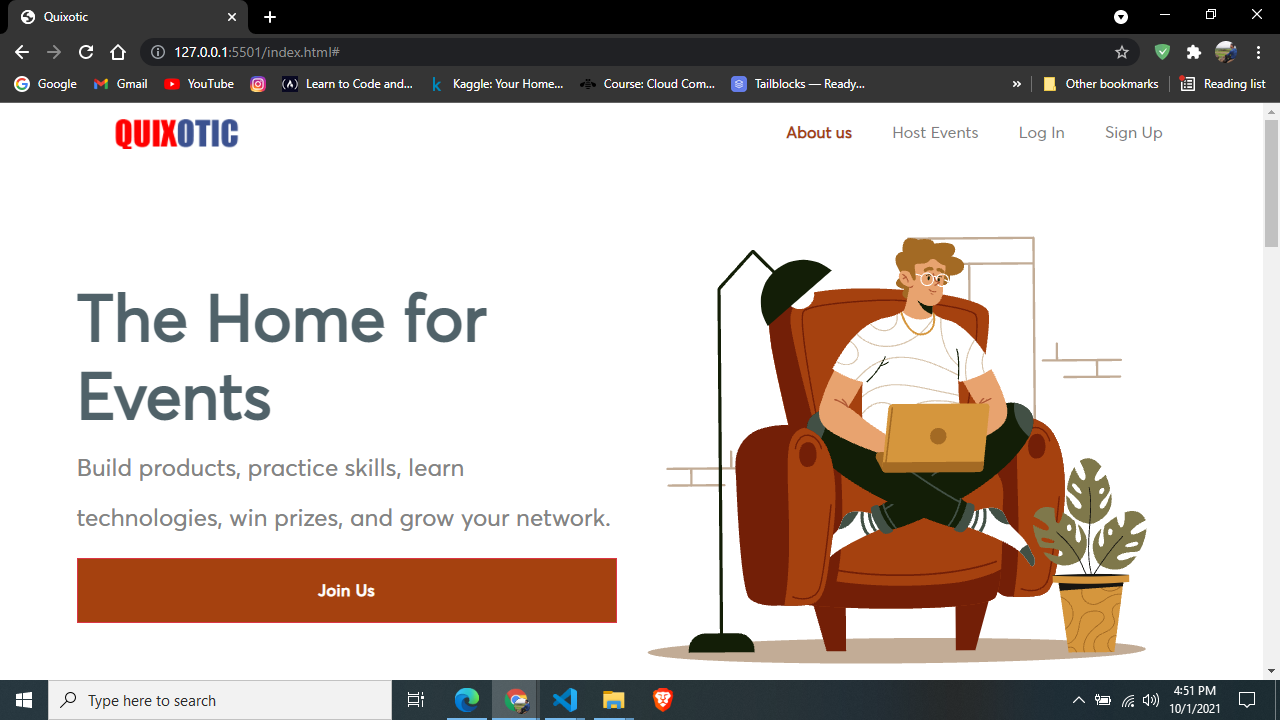 Quixotic
127.0.0.1:5501/index.html#
Google Gmail YouTube Learn to Code and... Kaggle: Your Home... Course: Cloud Com... Tailblocks — Ready... » Other bookmarks Reading list
QUIXOTIC About us Host Events Log In Sign Up
The Home for
Events
Build products, practice skills, learn
technologies, win prizes, and grow your network.
Join Us
Type here to search
4:51 PM
10/1/2021